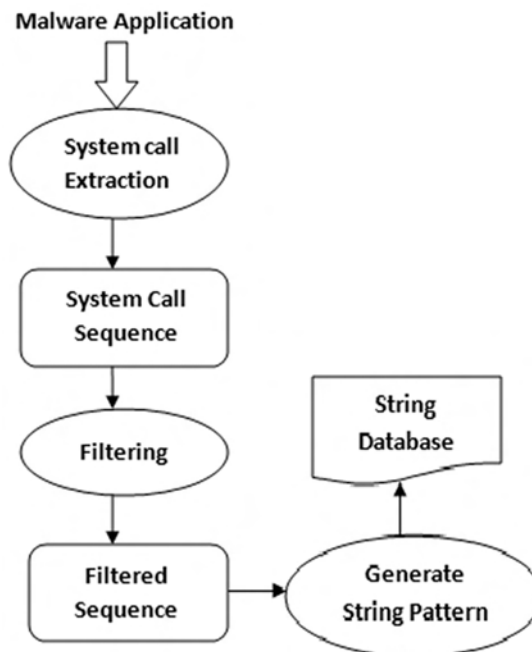 Malware Application
System call
Extraction
System Call
Sequence
Filtering
Filtered
Sequence
Generate
String Pattern
String
Database